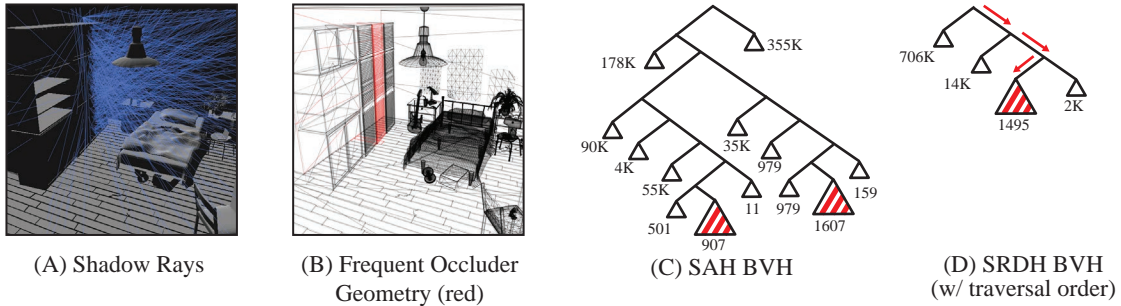 355K
178K
90K
4K
35K
979
55K
501
907
11
979
1607
159
706K
14K
1495
2K
(A) Shadow Rays
(B) Frequent Occluder
Geometry (red)
(C) SAH BVH
(D) SRDH BVH
(w/ traversal order)